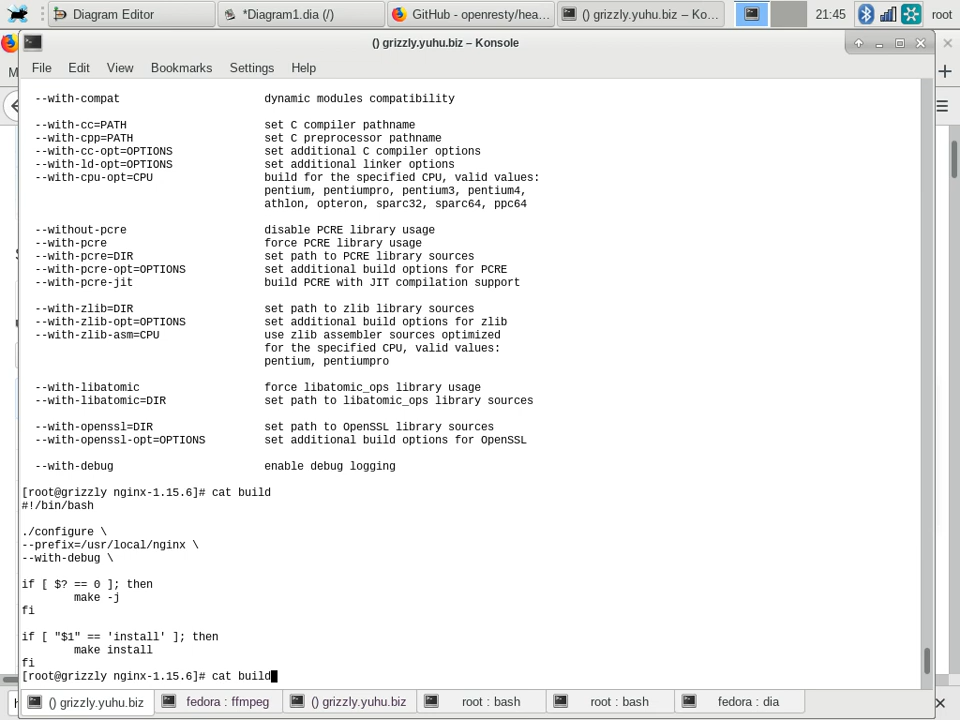 Diagram Editor
*Diagram1.dia (/)
GitHub - openresty/hea...
() grizzly.yuhu.biz – Ko...
21:45
root
() grizzly.yuhu.biz – Konsole
File Edit View Bookmarks Settings Help
--with-compat dynamic modules compatibility
--with-cc=PATH set C compiler pathname
--with-cpp=PATH set C preprocessor pathname
--with-cc-opt=OPTIONS set additional C compiler options
--with-ld-opt=OPTIONS set additional linker options
--with-cpu-opt=CPU build for the specified CPU, valid values:
pentium, pentiumpro, pentium3, pentium4,
athlon, opteron, sparc32, sparc64, ppc64
--without-pcre disable PCRE library usage
--with-pcre force PCRE library usage
--with-pcre=DIR set path to PCRE library sources
--with-pcre-opt=OPTIONS set additional build options for PCRE
--with-pcre-jit build PCRE with JIT compilation support
--with-zlib=DIR set path to zlib library sources
--with-zlib-opt=OPTIONS set additional build options for zlib
--with-zlib-asm=CPU use zlib assembler sources optimized
for the specified CPU, valid values:
pentium, pentiumpro
--with-libatomic force libatomic_ops library usage
--with-libatomic=DIR set path to libatomic_ops library sources
--with-openssl=DIR set path to OpenSSL library sources
--with-openssl-opt=OPTIONS set additional build options for OpenSSL
--with-debug enable debug logging
[root@grizzly nginx-1.15.6]# cat build
#!/bin/bash
./configure \
--prefix=/usr/local/nginx \
--with-debug \
if [ $? == 0 ]; then
make -j
fi
if [ "$1" == 'install' ]; then
make install
fi
[root@grizzly nginx-1.15.6]# cat build
() grizzly.yuhu.biz
fedora : ffmpeg
() grizzly.yuhu.biz
root : bash
root : bash
fedora : dia